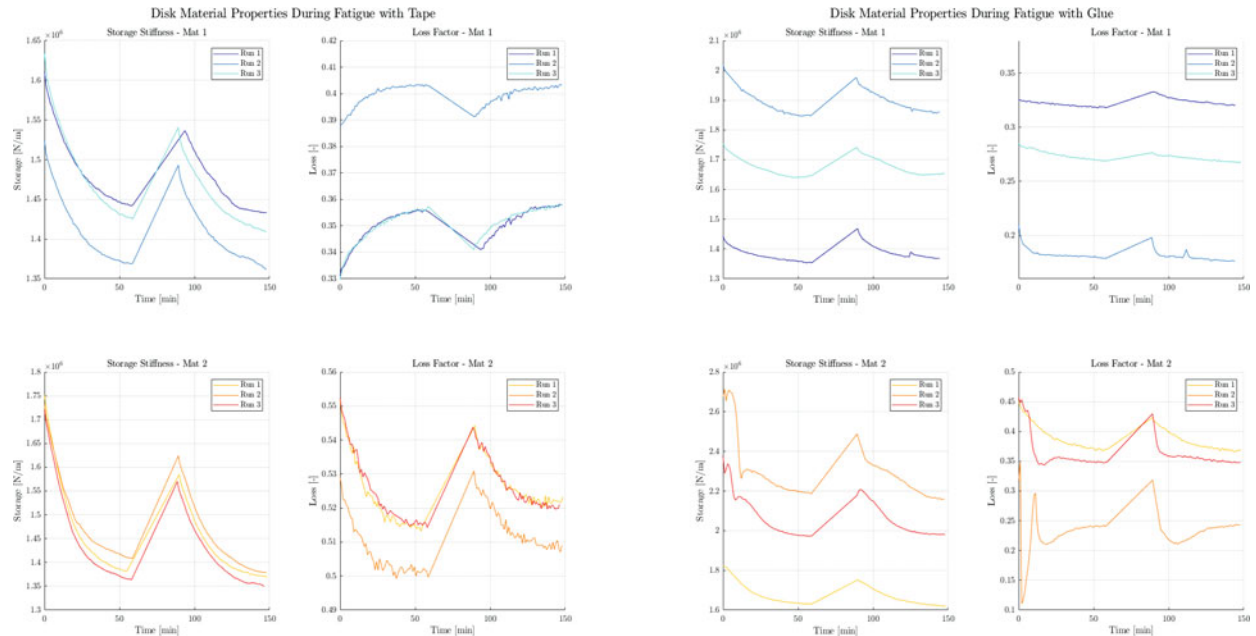 Disk Material Properties During Fatigue with Tape
×10⁶
Storage Stiffness - Mat 1
1.65
1.6
1.55
1.5
1.45
1.4
1.35
Storage [N/m]
0
50
100
150
Time [min]
Run 1
Run 2
Run 3
Loss Factor - Mat 1
0.42
0.41
0.4
0.39
0.38
0.37
0.36
0.35
0.34
0.33
Loss [-]
0
50
100
150
Time [min]
Run 1
Run 2
Run 3
×10⁶
Storage Stiffness - Mat 2
1.8
1.75
1.7
1.65
1.6
1.55
1.5
1.45
1.4
1.35
1.3
Storage [N/m]
0
50
100
150
Time [min]
Run 1
Run 2
Run 3
Loss Factor - Mat 2
0.56
0.55
0.54
0.53
0.52
0.51
0.5
0.49
Loss [-]
0
50
100
150
Time [min]
Run 1
Run 2
Run 3
Disk Material Properties During Fatigue with Glue
×10⁶
Storage Stiffness - Mat 1
2.1
2
1.9
1.8
1.7
1.6
1.5
1.4
1.3
Storage [N/m]
0
50
100
150
Time [min]
Run 1
Run 2
Run 3
Loss Factor - Mat 1
0.35
0.3
0.25
0.2
Loss [-]
0
50
100
150
Time [min]
Run 1
Run 2
Run 3
×10⁶
Storage Stiffness - Mat 2
2.8
2.6
2.4
2.2
2
1.8
1.6
Storage [N/m]
0
50
100
150
Time [min]
Run 1
Run 2
Run 3
Loss Factor - Mat 2
0.5
0.45
0.4
0.35
0.3
0.25
0.2
0.15
0.1
Loss [-]
0
50
100
150
Time [min]
Run 1
Run 2
Run 3